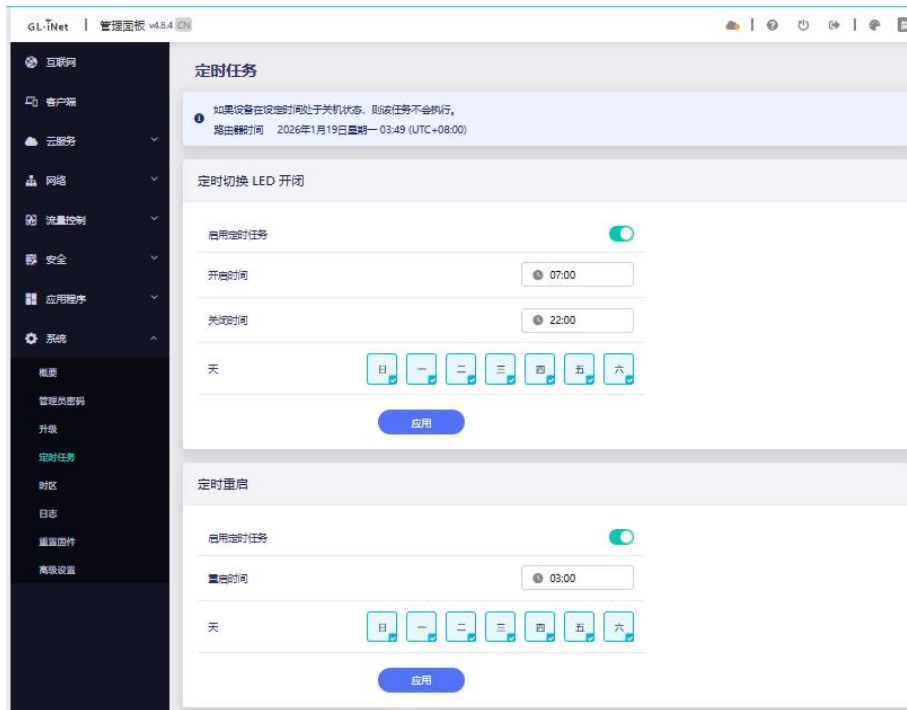 GL·iNet | 管理面板 v4.8.4 CN
互联网
客户端
云服务
网络
流量控制
安全
应用程序
系统
概要
管理员密码
升级
定时任务
时区
日志
重置固件
高级设置
定时任务
如果设备在设定时间处于关机状态，则该任务不会执行。
路由器时间 2026年1月19日星期一 03:49 (UTC+08:00)
定时切换 LED 开闭
启用定时任务
开启时间 07:00
关闭时间 22:00
天 日 一 二 三 四 五 六
应用
定时重启
启用定时任务
重启时间 03:00
天 日 一 二 三 四 五 六
应用